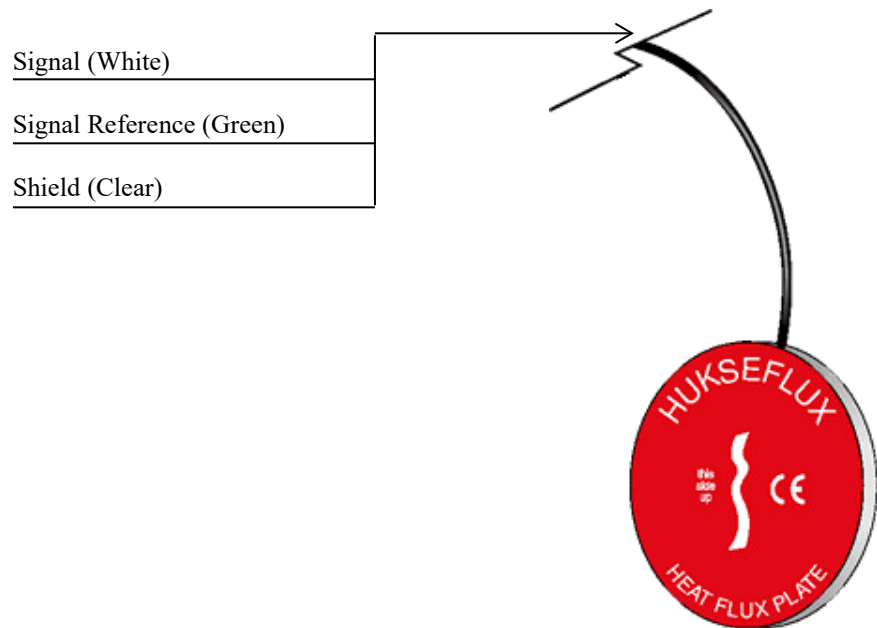 Signal (White)
Signal Reference (Green)
Shield (Clear)
HUKSEFLUX
this
side
up
CE
HEAT FLUX PLATE